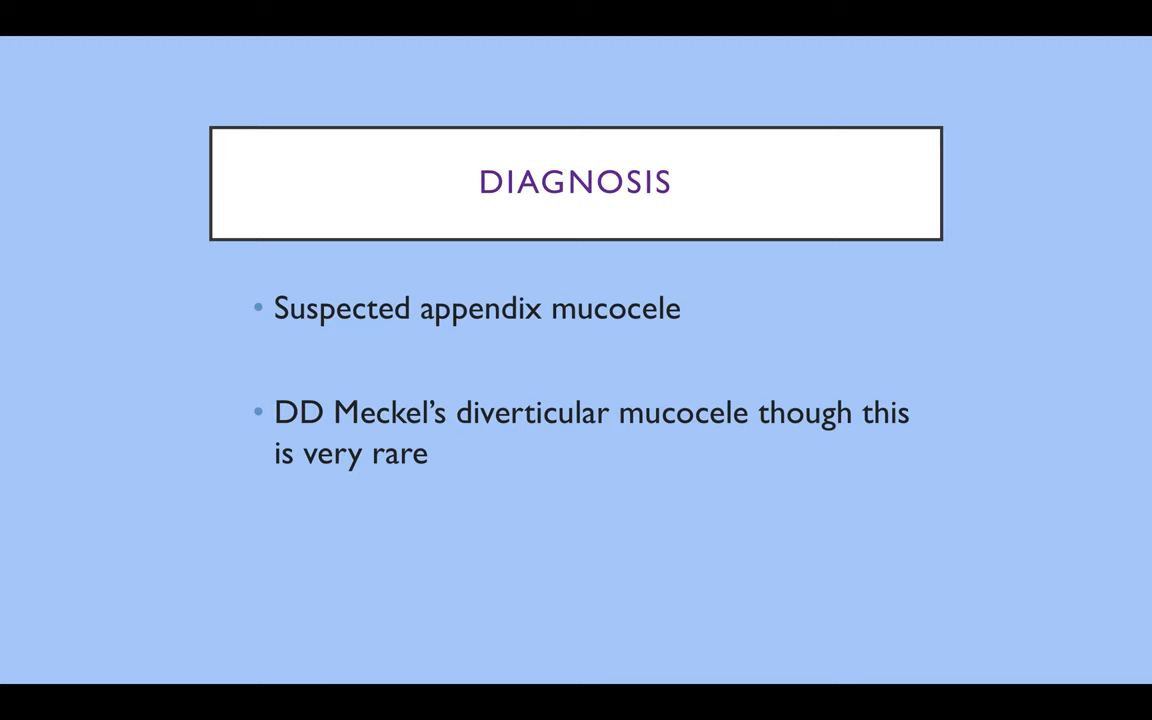 DIAGNOSIS
• Suspected appendix mucocele
• DD Meckel’s diverticular mucocele though this
is very rare